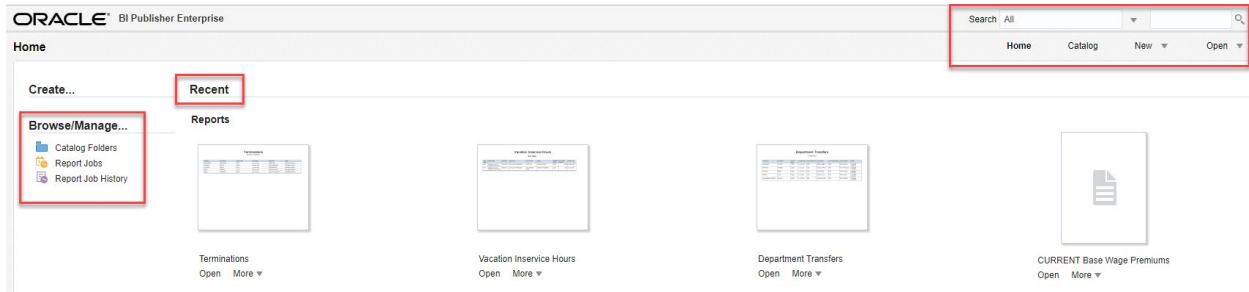 ORACLE® BI Publisher Enterprise
Search All
Home
Home Catalog New Open
Create...
Recent
Browse/Manage...
Reports
Catalog Folders
Report Jobs
Report Job History
Terminations
Vacation Inservice Hours
Department Transfers
Terminations
Vacation Inservice Hours
Department Transfers
CURRENT Base Wage Premiums
Open More
Open More
Open More
Open More